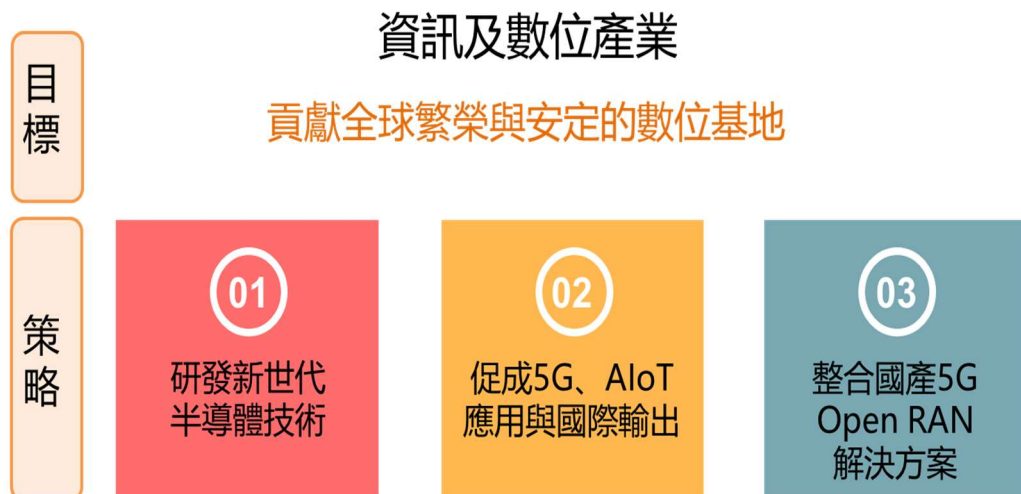 資訊及數位產業
目標
貢獻全球繁榮與安定的數位基地
策略
01
研發新世代
半導體技術
02
促成5G、AIoT
應用與國際輸出
03
整合國產5G
Open RAN
解決方案